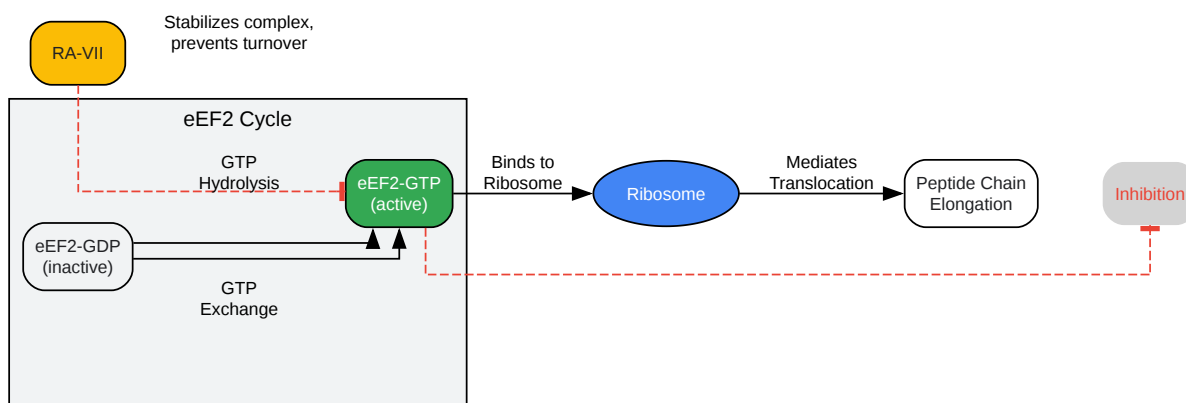 Stabilizes complex,
prevents turnover
RA-VII
eEF2 Cycle
GTP
Hydrolysis
eEF2-GTP
(active)
Binds to
Ribosome
Ribosome
Mediates
Translocation
Peptide Chain
Elongation
Inhibition
eEF2-GDP
(inactive)
GTP
Exchange